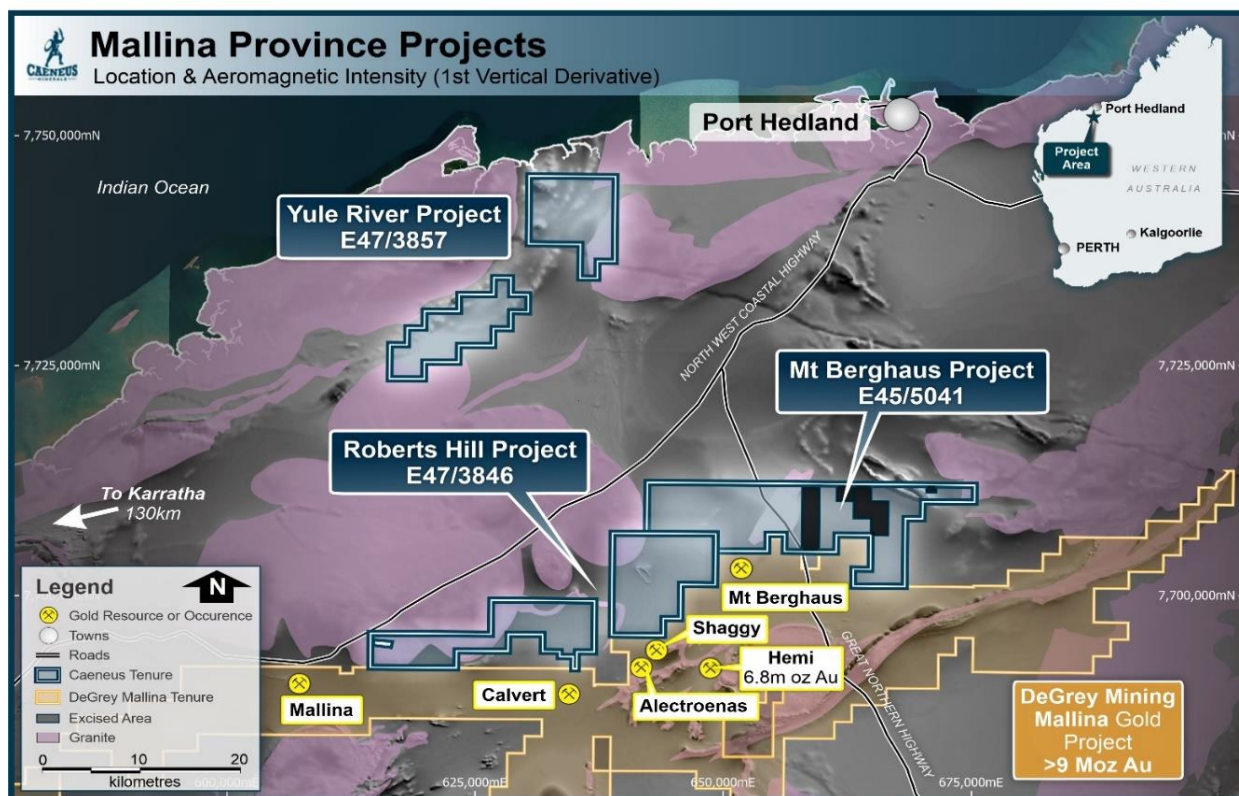 CAENEUS
MINERALS
Mallina Province Projects
Location & Aeromagnetic Intensity (1st Vertical Derivative)
7,750,000mN
Indian Ocean
Port Hedland
Port Hedland
Project
Area
WESTERN
AUSTRALIA
Kalgoorlie
PERTH
Yule River Project
E47/3857
NORTH WEST COASTAL HIGHWAY
7,725,000mN
7,725,000mN
Mt Berghaus Project
E45/5041
Roberts Hill Project
E47/3846
To Karratha
130km
Legend
N
Gold Resource or Occurence
Towns
Roads
Caeneus Tenure
DeGrey Mallina Tenure
Excised Area
Granite
0 10 20
kilometres
Mt Berghaus
7,700,000mN
Shaggy
Hemi
6.8m oz Au
Alectroenas
Calvert
Mallina
GREAT NORTHERN HIGHWAY
DeGrey Mining
Mallina Gold
Project
>9 Moz Au
600,000mE
625,000mE
650,000mE
675,000mE